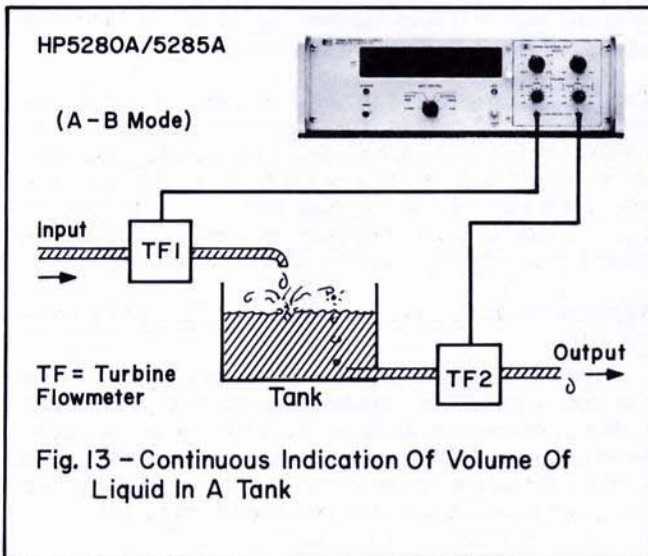 HP5280A/5285A
(A-B Mode)
Input
TF1
TF = Turbine
Flowmeter
Tank
TF2
Output
Fig. 13 - Continuous Indication Of Volume Of
Liquid In A Tank